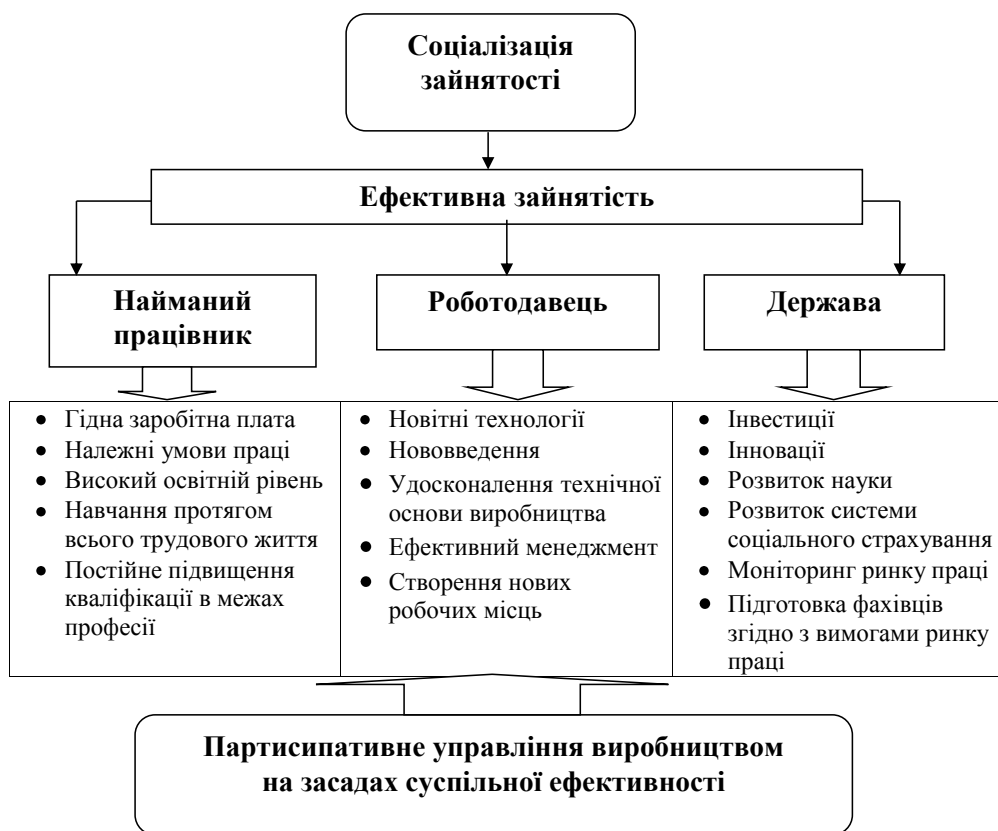 Соціалізація
зайнятості
Ефективна зайнятість
Найманий
працівник
Роботодавець
Держава
• Гідна заробітна плата
• Належні умови праці
• Високий освітній рівень
• Навчання протягом
всього трудового життя
• Постійне підвищення
кваліфікації в межах
професії
• Новітні технології
• Нововведення
• Удосконалення технічної
основи виробництва
• Ефективний менеджмент
• Створення нових
робочих місць
• Інвестиції
• Інновації
• Розвиток науки
• Розвиток системи
соціального страхування
• Моніторинг ринку праці
• Підготовка фахівців
згідно з вимогами ринку
праці
Партисипативне управління виробництвом
на засадах суспільної ефективності